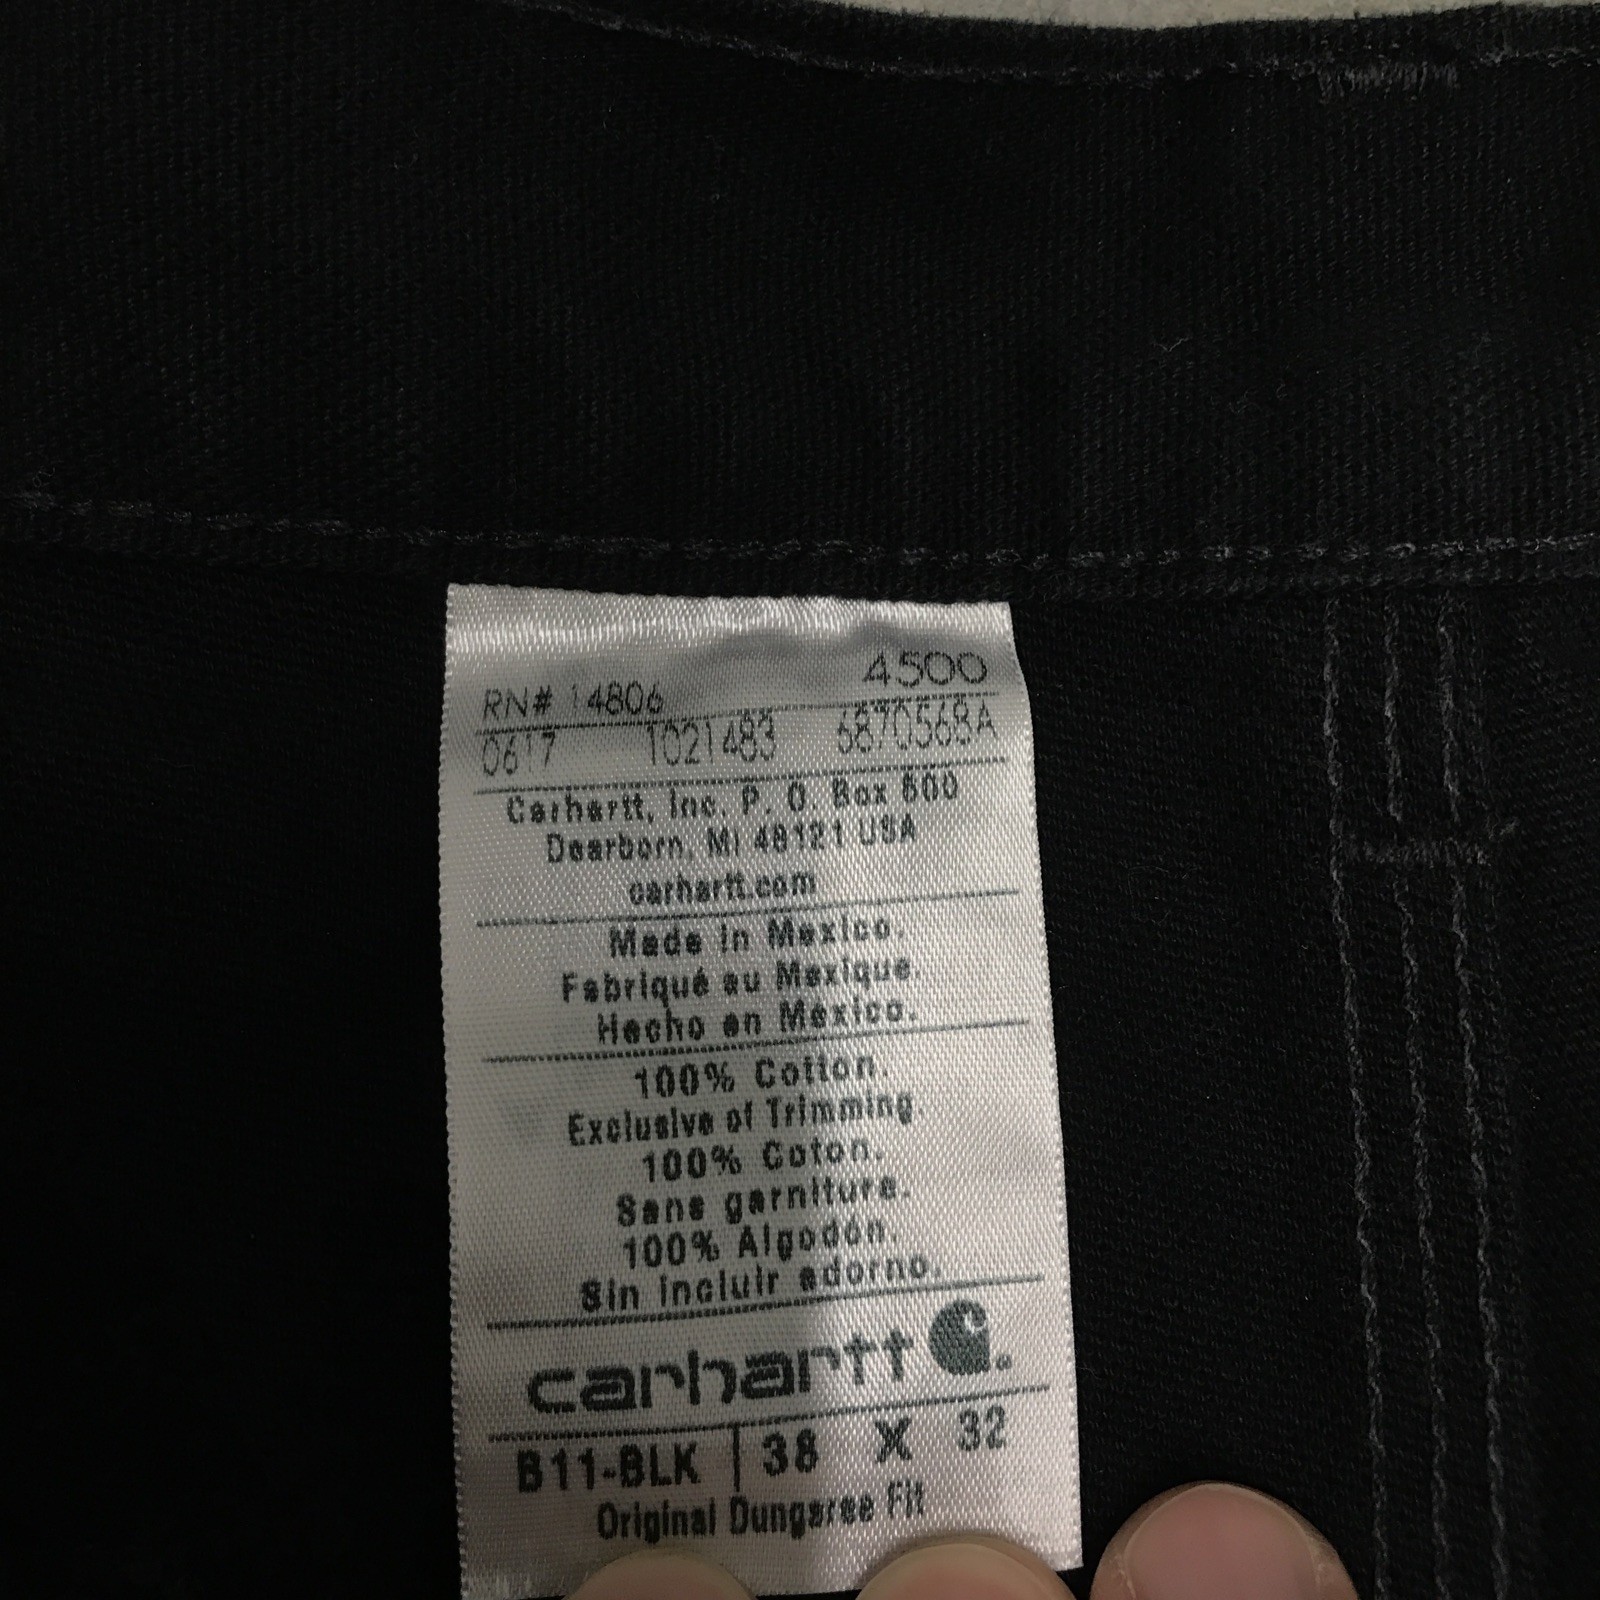 RN# 14806 4500
0617 1021483 6870568A
Carhartt, Inc. P. O. Box 600
Dearborn, MI 48121 USA
carhartt.com
Made in Mexico.
Fabriqué au Mexique.
Hecho en México.
100% Cotton.
Exclusive of Trimming.
100% Coton.
Sans garniture.
100% Algodón.
Sin incluir adorno.
carhartt
B11-BLK | 38 X 32
Original Dungaree Fit